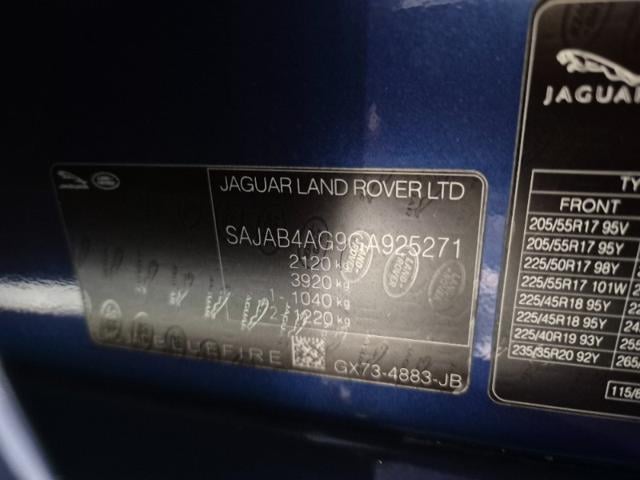 JAGUAR LAND ROVER LTD
2120 kg
3920 kg
1 - 1040 kg
2 - 1220 kg
GX73-4883-JB
JAGUAR
FRONT
205/55R17 95V
205/55R17 95Y
225/50R17 98Y
225/55R17 101W
225/45R18 95Y
225/45R18 95Y
225/40R19 93Y
235/35R20 92Y